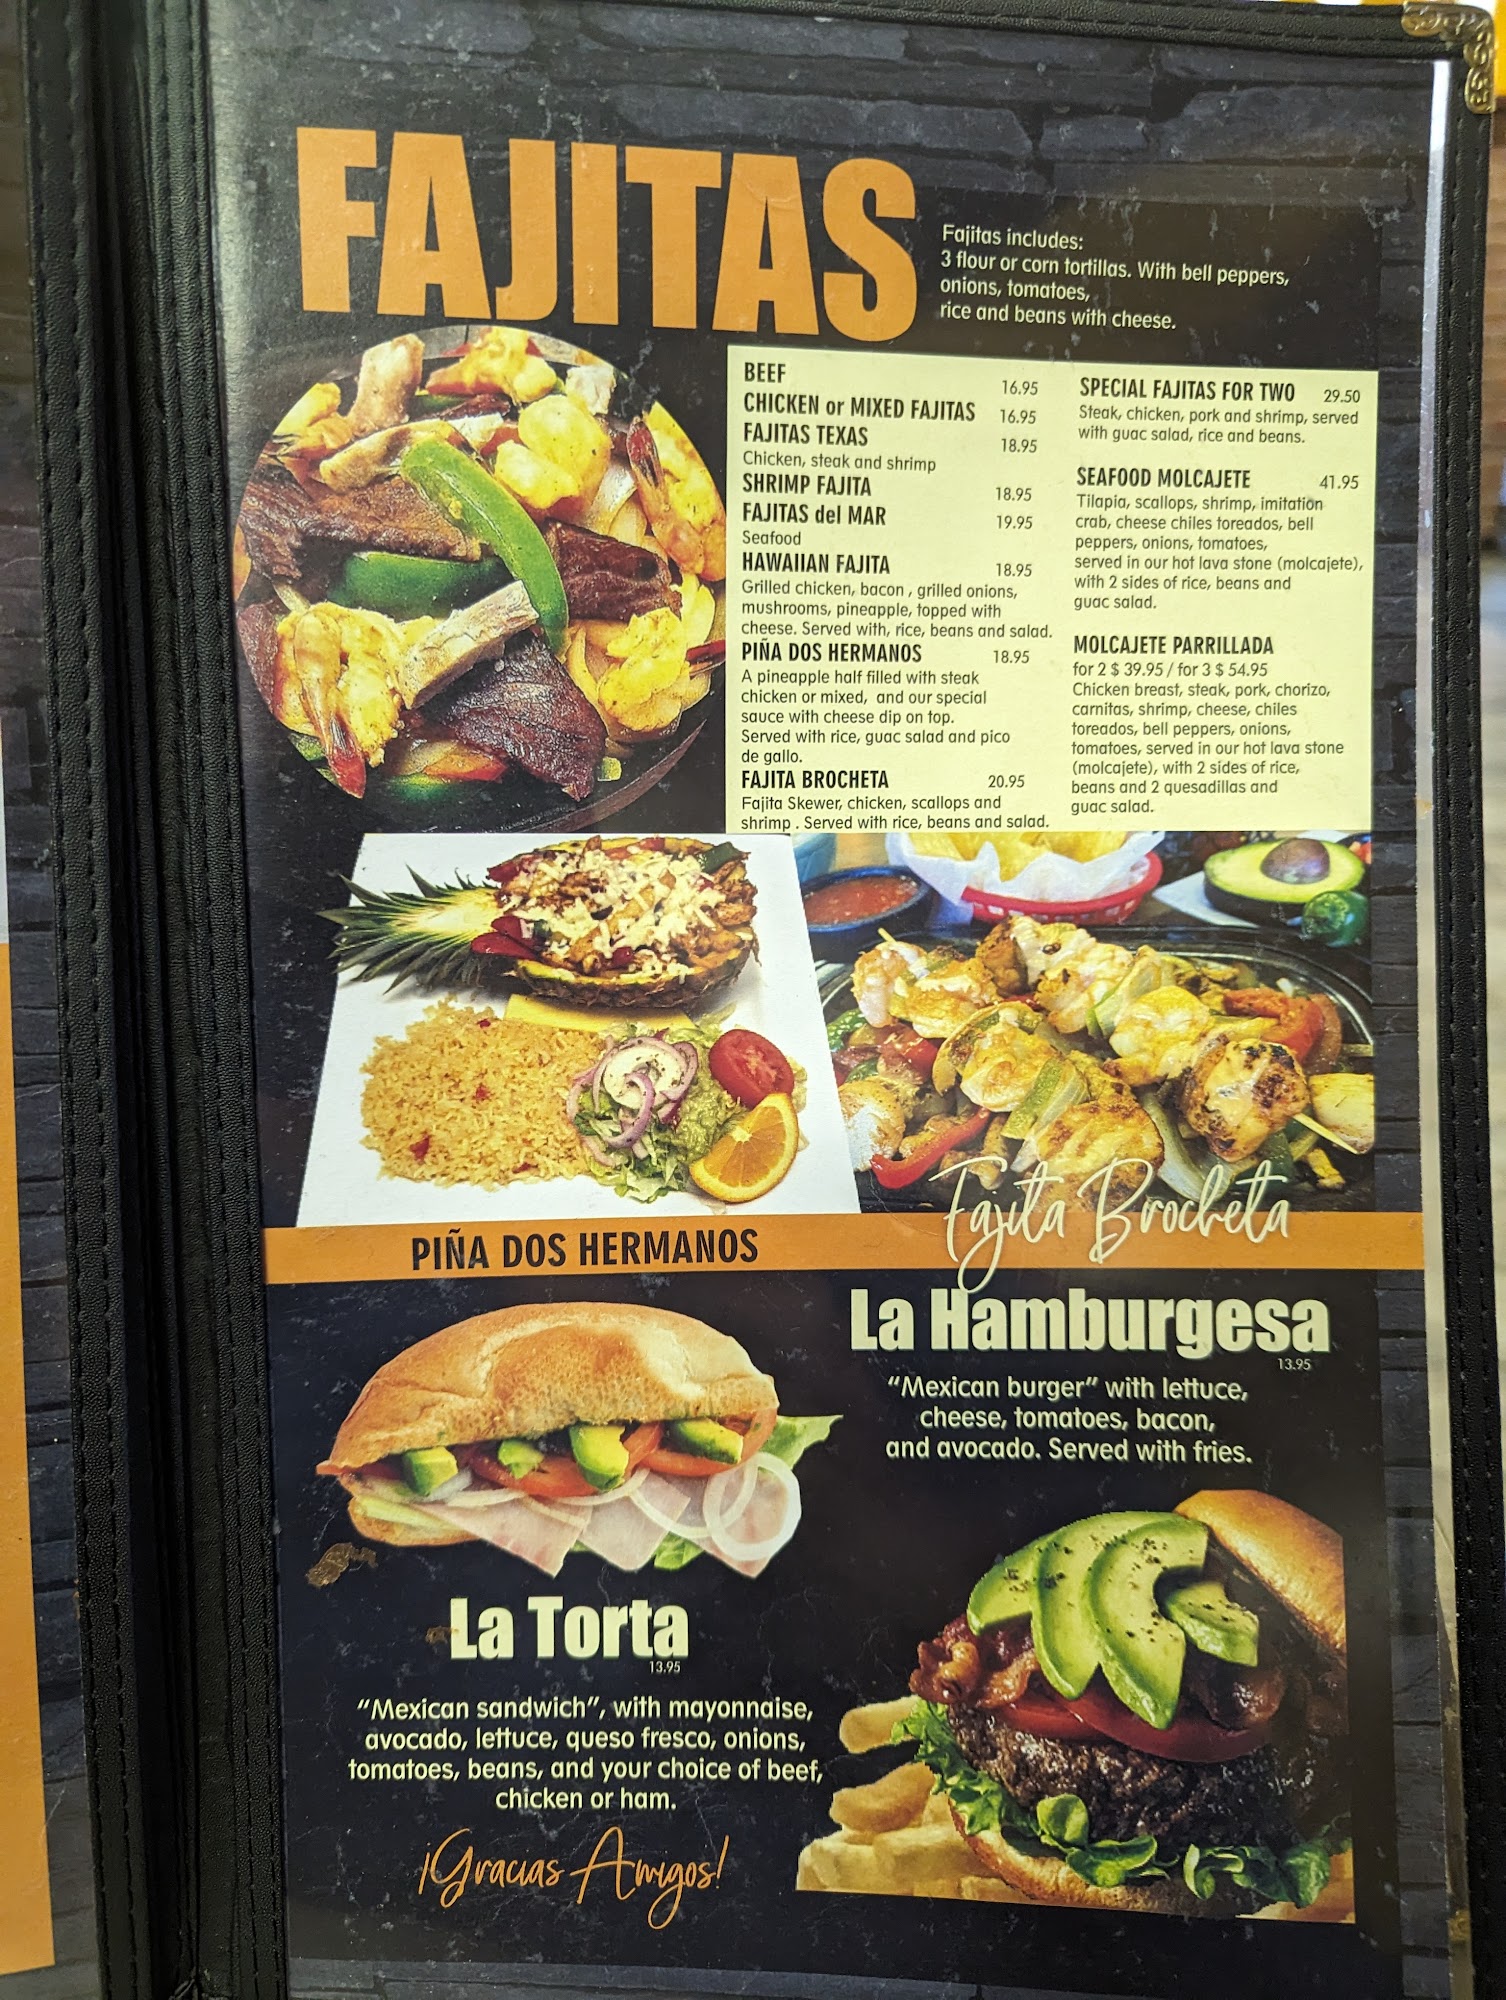 FAJITAS
Fajitas includes:
3 flour or corn tortillas. With bell peppers,
onions, tomatoes,
rice and beans with cheese.
BEEF 16.95
CHICKEN or MIXED FAJITAS 16.95
FAJITAS TEXAS 18.95
Chicken, steak and shrimp
SHRIMP FAJITA 18.95
FAJITAS del MAR 19.95
Seafood
HAWAIIAN FAJITA 18.95
Grilled chicken, bacon , grilled onions,
mushrooms, pineapple, topped with
cheese. Served with, rice, beans and salad.
PIÑA DOS HERMANOS 18.95
A pineapple half filled with steak
chicken or mixed, and our special
sauce with cheese dip on top.
Served with rice, guac salad and pico
de gallo.
FAJITA BROCHETA 20.95
Fajita Skewer, chicken, scallops and
shrimp . Served with rice, beans and salad.
SPECIAL FAJITAS FOR TWO 29.50
Steak, chicken, pork and shrimp, served
with guac salad, rice and beans.
SEAFOOD MOLCAJETE 41.95
Tilapia, scallops, shrimp, imitation
crab, cheese chiles toreados, bell
peppers, onions, tomatoes,
served in our hot lava stone (molcajete),
with 2 sides of rice, beans and
guac salad.
MOLCAJETE PARRILLADA
for 2 $ 39.95 / for 3 $ 54.95
Chicken breast, steak, pork, chorizo,
carnitas, shrimp, cheese, chiles
toreados, bell peppers, onions,
tomatoes, served in our hot lava stone
(molcajete), with 2 sides of rice,
beans and 2 quesadillas and
guac salad.
PIÑA DOS HERMANOS
Fajita Brocheta
La Hamburgesa
13.95
“Mexican burger” with lettuce,
cheese, tomatoes, bacon,
and avocado. Served with fries.
La Torta
13.95
“Mexican sandwich”, with mayonnaise,
avocado, lettuce, queso fresco, onions,
tomatoes, beans, and your choice of beef,
chicken or ham.
¡Gracias Amigos!